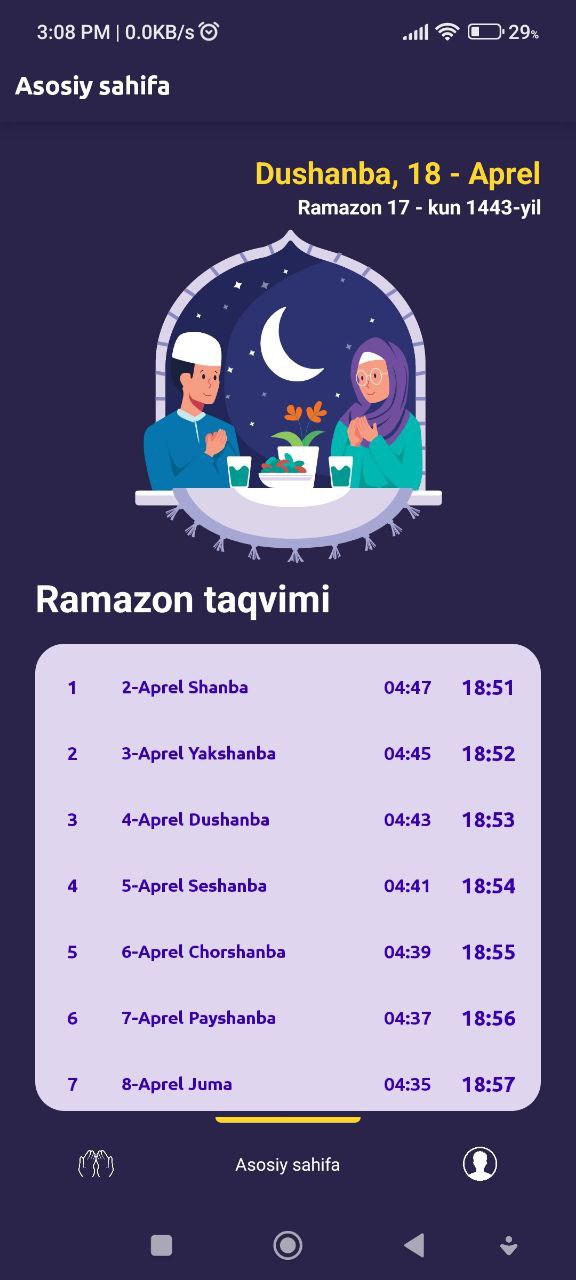 3:08 PM | 0.0KB/s 29%
Asosiy sahifa
Dushanba, 18 - Aprel
Ramazon 17 - kun 1443-yil
Ramazon taqvimi
1 2-Aprel Shanba 04:47 18:51
2 3-Aprel Yakshanba 04:45 18:52
3 4-Aprel Dushanba 04:43 18:53
4 5-Aprel Seshanba 04:41 18:54
5 6-Aprel Chorshanba 04:39 18:55
6 7-Aprel Payshanba 04:37 18:56
7 8-Aprel Juma 04:35 18:57
Asosiy sahifa